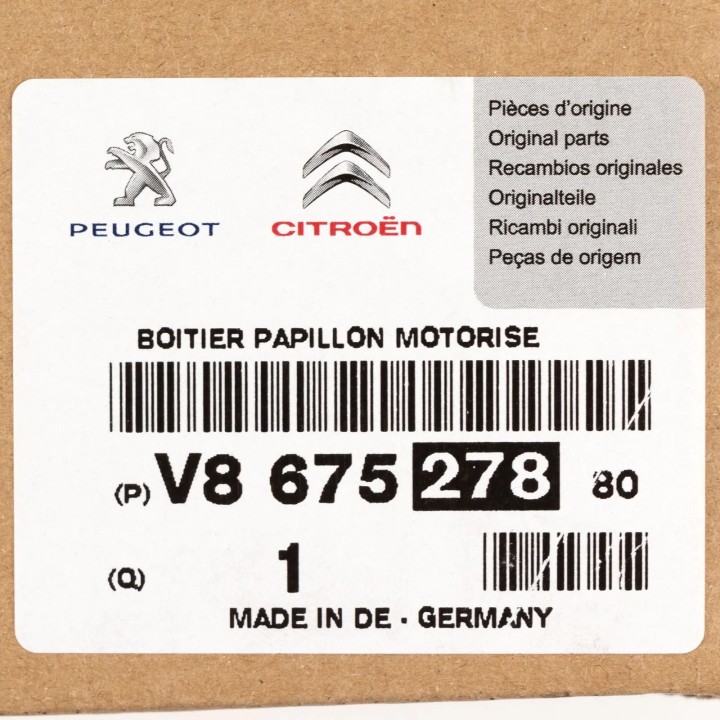 PEUGEOT
CITROËN
Pièces d'origine
Original parts
Recambios originales
Originalteile
Ricambi originali
Peças de origem
BOITIER PAPILLON MOTORISE
(P) V8 675 278 80
(Q) 1
MADE IN DE - GERMANY